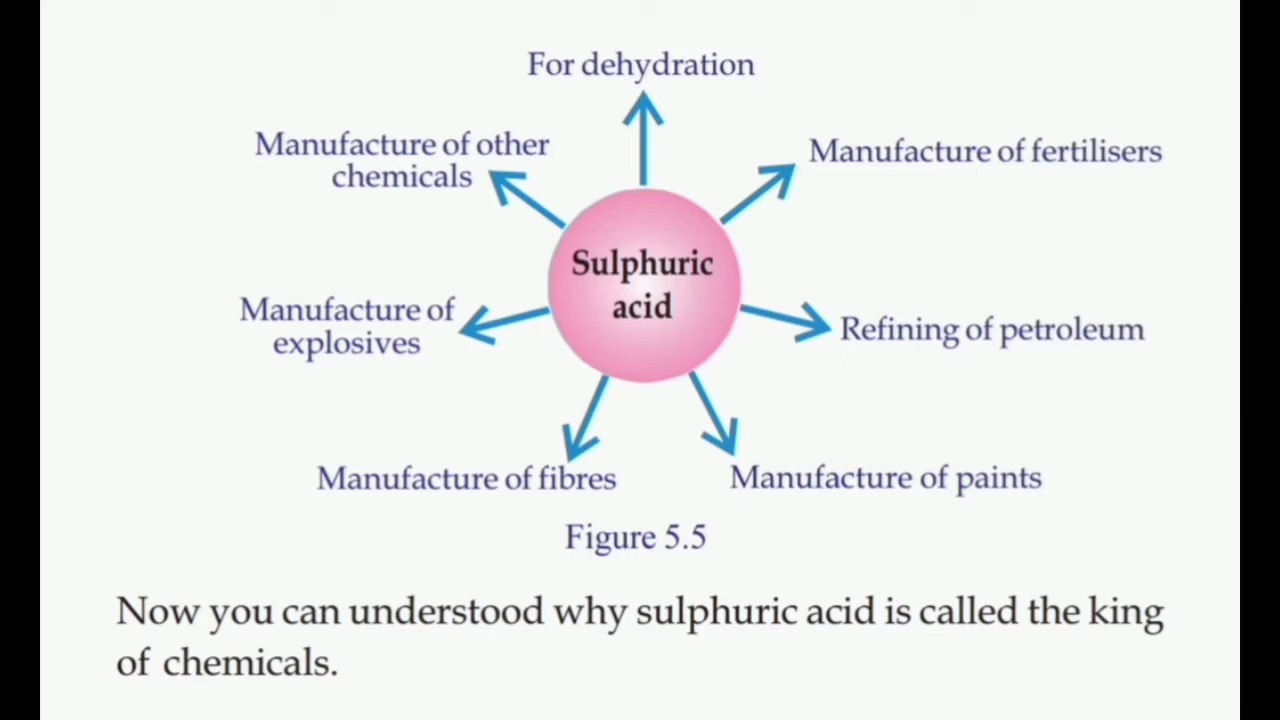 For dehydration
Manufacture of other
chemicals
Manufacture of fertilisers
Sulphuric
acid
Manufacture of
explosives
Refining of petroleum
Manufacture of fibres
Manufacture of paints
Figure 5.5
Now you can understood why sulphuric acid is called the king
of chemicals.